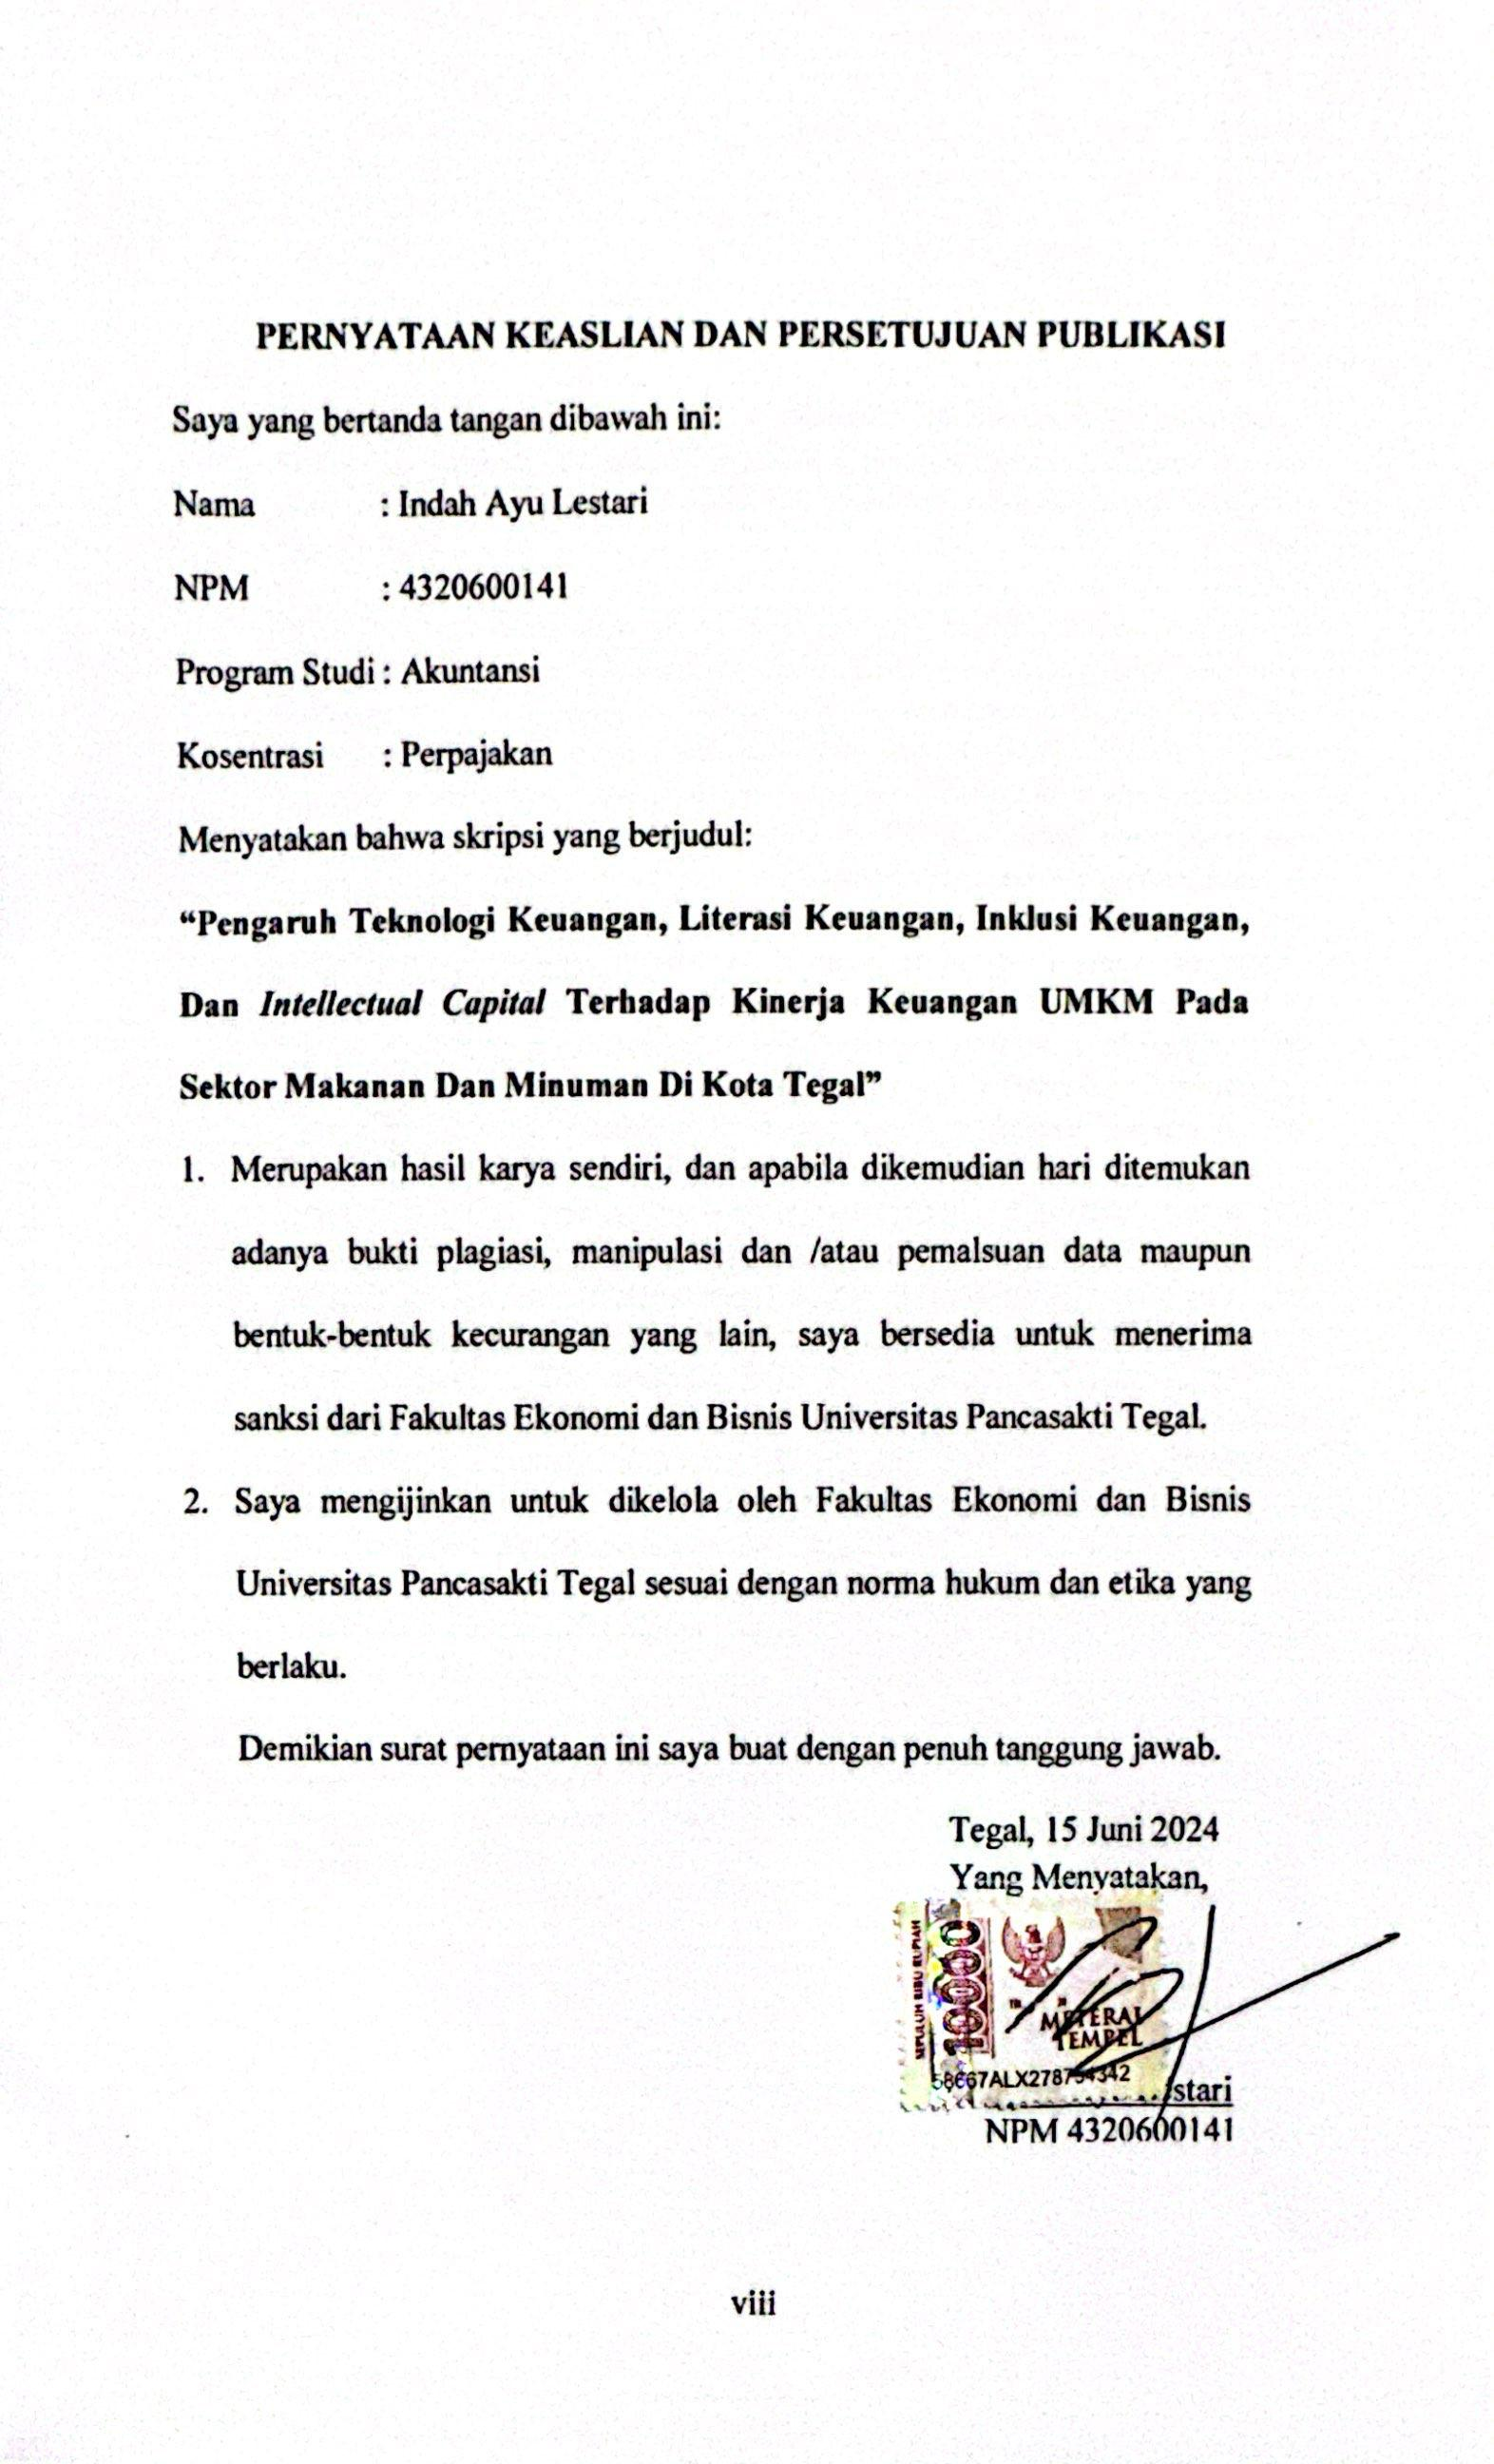 PERNYATAAN KEASLIAN DAN PERSETUJUAN PUBLIKASI
Saya yang bertanda tangan dibawah ini:
Nama : Indah Ayu Lestari
NPM : 4320600141
Program Studi : Akuntansi
Kosentrasi : Perpajakan
Menyatakan bahwa skripsi yang berjudul:
“Pengaruh Teknologi Keuangan, Literasi Keuangan, Inklusi Keuangan,
Dan Intellectual Capital Terhadap Kinerja Keuangan UMKM Pada
Sektor Makanan Dan Minuman Di Kota Tegal”
1. Merupakan hasil karya sendiri, dan apabila dikemudian hari ditemukan
adanya bukti plagiasi, manipulasi dan /atau pemalsuan data maupun
bentuk-bentuk kecurangan yang lain, saya bersedia untuk menerima
sanksi dari Fakultas Ekonomi dan Bisnis Universitas Pancasakti Tegal.
2. Saya mengijinkan untuk dikelola oleh Fakultas Ekonomi dan Bisnis
Universitas Pancasakti Tegal sesuai dengan norma hukum dan etika yang
berlaku.
Demikian surat pernyataan ini saya buat dengan penuh tanggung jawab.
Tegal, 15 Juni 2024
Yang Menyatakan,
SEPULUH RIBU RUPIAH
10000
METERAI
TEMPEL
stari
NPM 4320600141
viii